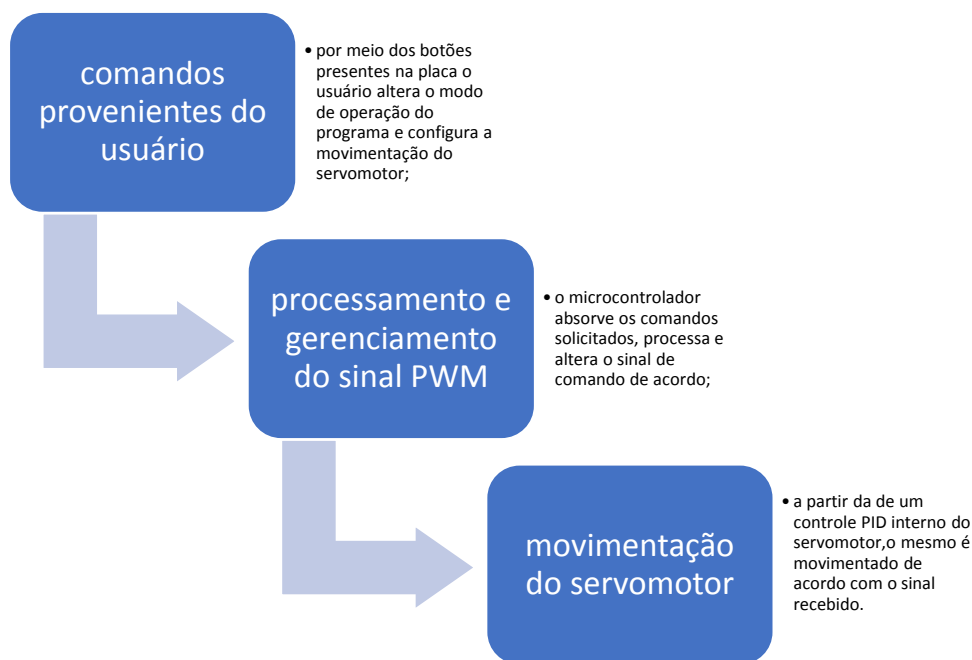 comandos
provenientes do
usuário
• por meio dos botões
presentes na placa o
usuário altera o modo
de operação do
programa e configura a
movimentação do
servomotor;
processamento e
gerenciamento
do sinal PWM
• o microcontrolador
absorve os comandos
solicitados, processa e
altera o sinal de
comando de acordo;
movimentação
do servomotor
• a partir da de um
controle PID interno do
servomotor,o mesmo é
movimentado de
acordo com o sinal
recebido.